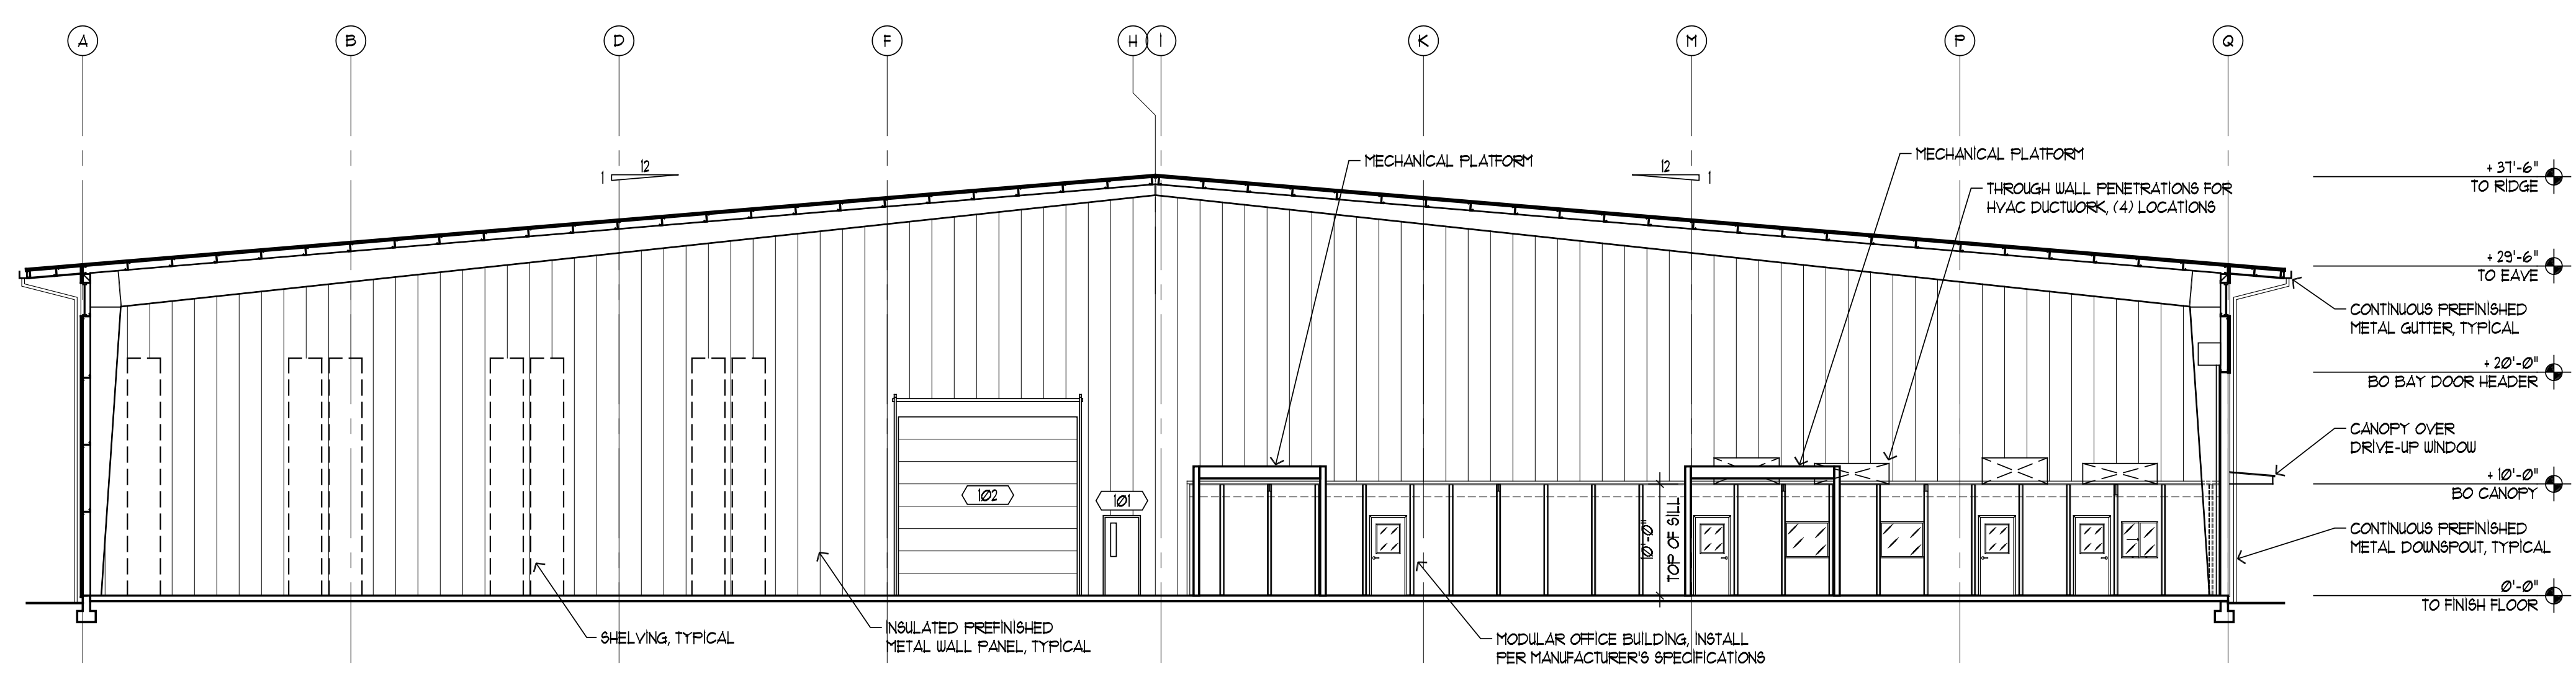 A B D F H I K M P Q
12
1
12
1
MECHANICAL PLATFORM
MECHANICAL PLATFORM
THROUGH WALL PENETRATIONS FOR
HVAC DUCTWORK, (4) LOCATIONS
+ 37'-6"
TO RIDGE
+ 29'-6"
TO EAVE
CONTINUOUS PREFINISHED
METAL GUTTER, TYPICAL
+ 20'-0"
BO BAY DOOR HEADER
CANOPY OVER
DRIVE-UP WINDOW
+ 10'-0"
BO CANOPY
CONTINUOUS PREFINISHED
METAL DOWNSPOUT, TYPICAL
0'-0"
TO FINISH FLOOR
102
101
10'-0"
TOP OF SILL
SHELVING, TYPICAL
INSULATED PREFINISHED
METAL WALL PANEL, TYPICAL
MODULAR OFFICE BUILDING, INSTALL
PER MANUFACTURER'S SPECIFICATIONS